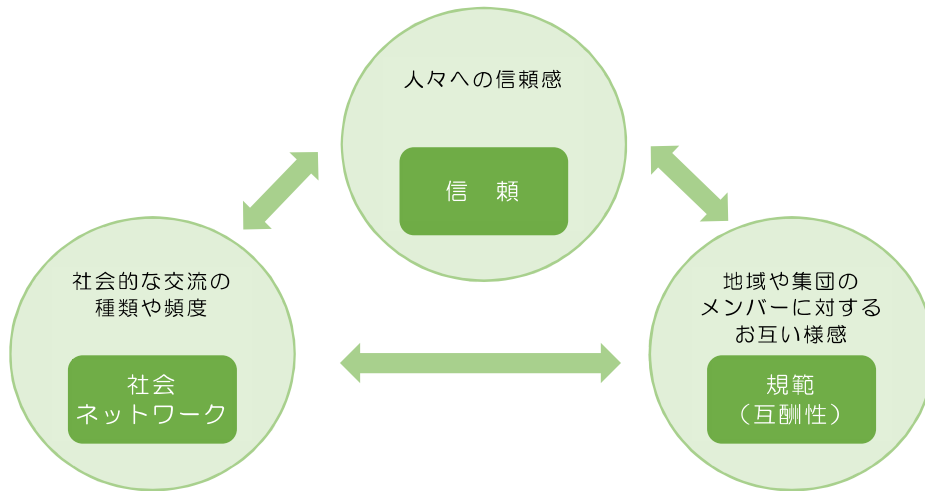 人々への信頼感
信　頼
社会的な交流の
種類や頻度
社会
ネットワーク
地域や集団の
メンバーに対する
お互い様感
規範
（互酬性）